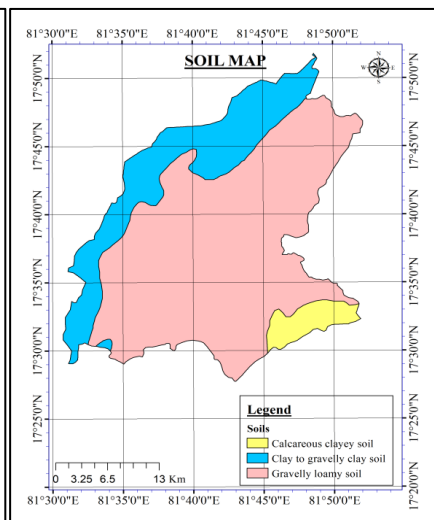 81°30'0"E 81°35'0"E 81°40'0"E 81°45'0"E 81°50'0"E
SOIL MAP
N
W E
S
17°50'0"N 17°50'0"N
17°45'0"N 17°45'0"N
17°40'0"N 17°40'0"N
17°35'0"N 17°35'0"N
17°30'0"N 17°30'0"N
17°25'0"N 17°25'0"N
17°20'0"N
Legend
Soils
Calcareous clayey soil
Clay to gravelly clay soil
Gravelly loamy soil
0 3.25 6.5 13 Km
81°30'0"E 81°35'0"E 81°40'0"E 81°45'0"E 81°50'0"E